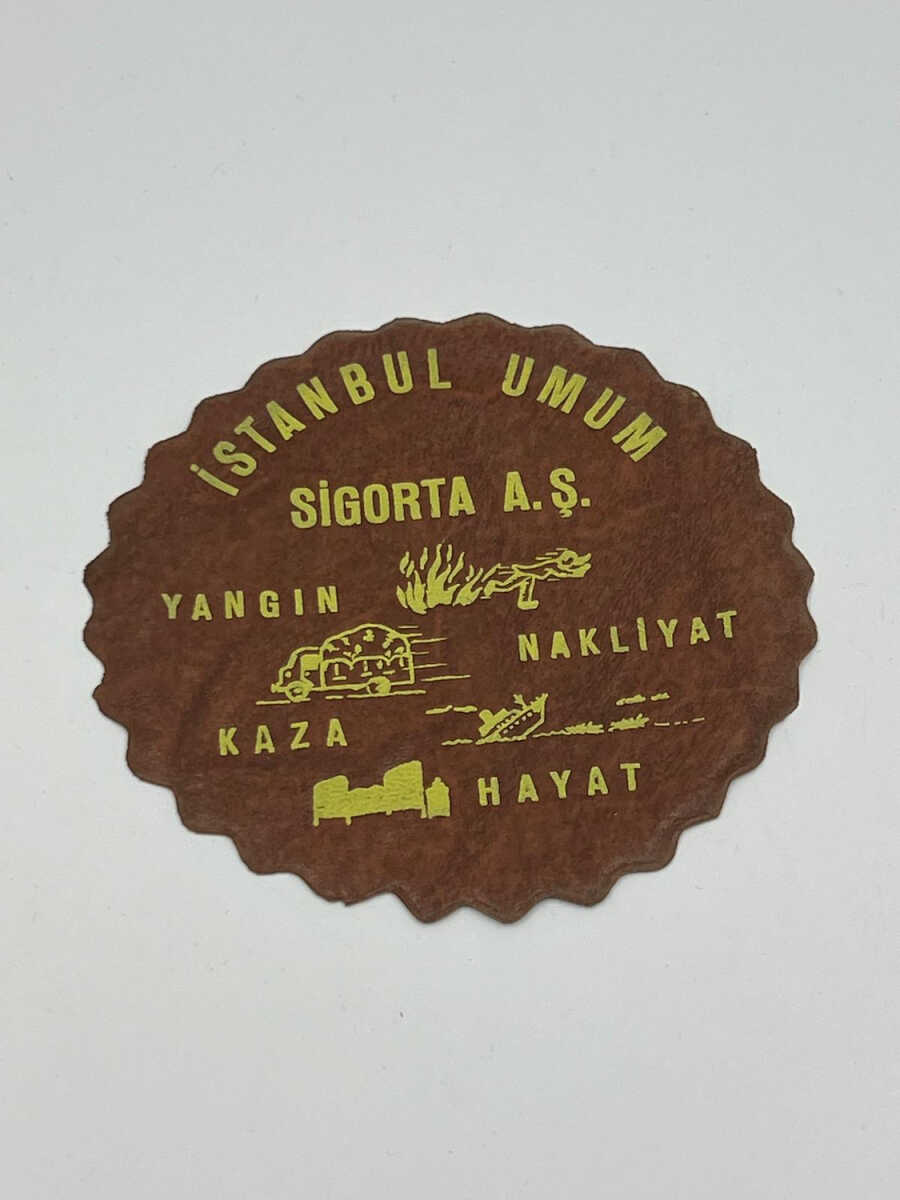 İSTANBUL UMUM
SİGORTA A.Ş.
YANGIN
NAKLİYAT
KAZA
HAYAT